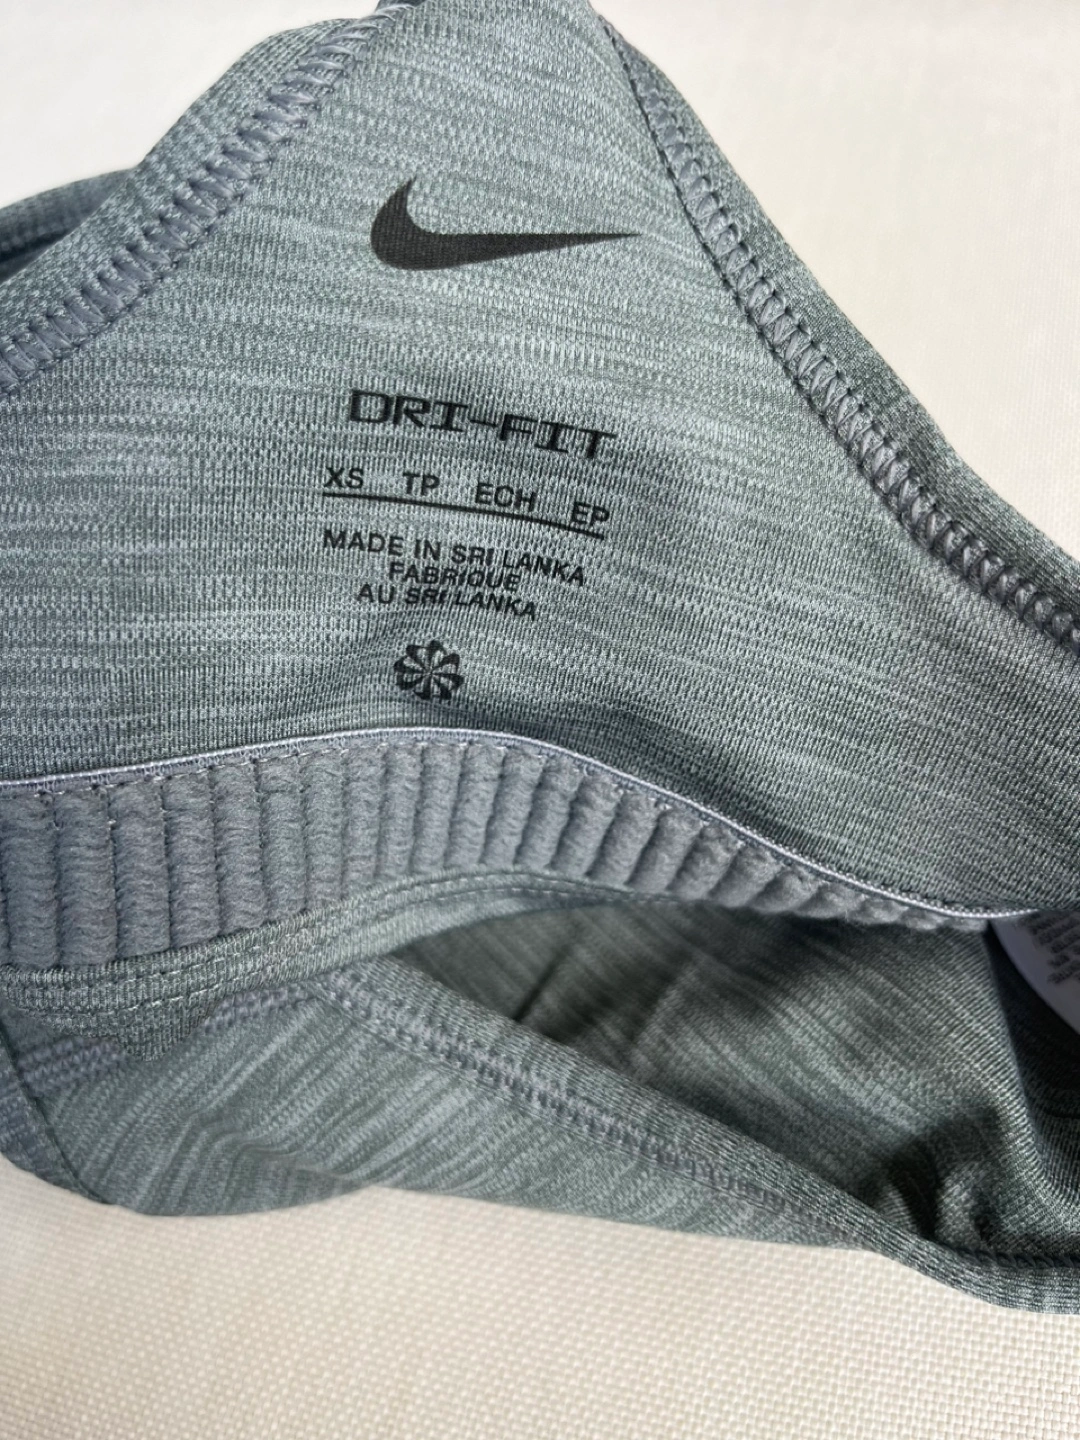 DRI-FIT
XS TP ECH EP
MADE IN SRI LANKA
FABRIQUE
AU SRI LANKA